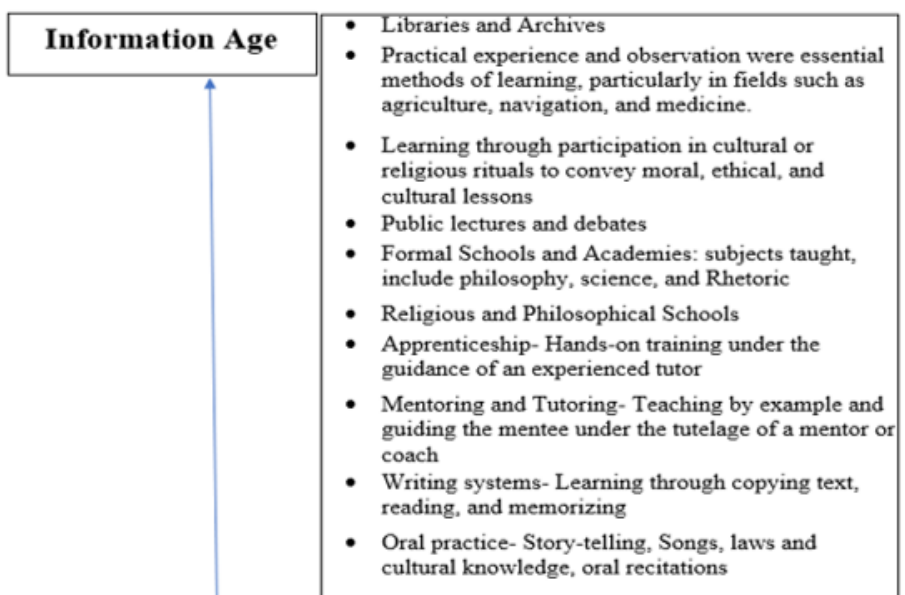 Information Age
• Libraries and Archives
• Practical experience and observation were essential
methods of learning, particularly in fields such as
agriculture, navigation, and medicine.
• Learning through participation in cultural or
religious rituals to convey moral, ethical, and
cultural lessons
• Public lectures and debates
• Formal Schools and Academies: subjects taught,
include philosophy, science, and Rhetoric
• Religious and Philosophical Schools
• Apprenticeship- Hands-on training under the
guidance of an experienced tutor
• Mentoring and Tutoring- Teaching by example and
guiding the mentee under the tutelage of a mentor or
coach
• Writing systems- Learning through copying text,
reading, and memorizing
• Oral practice- Story-telling, Songs, laws and
cultural knowledge, oral recitations